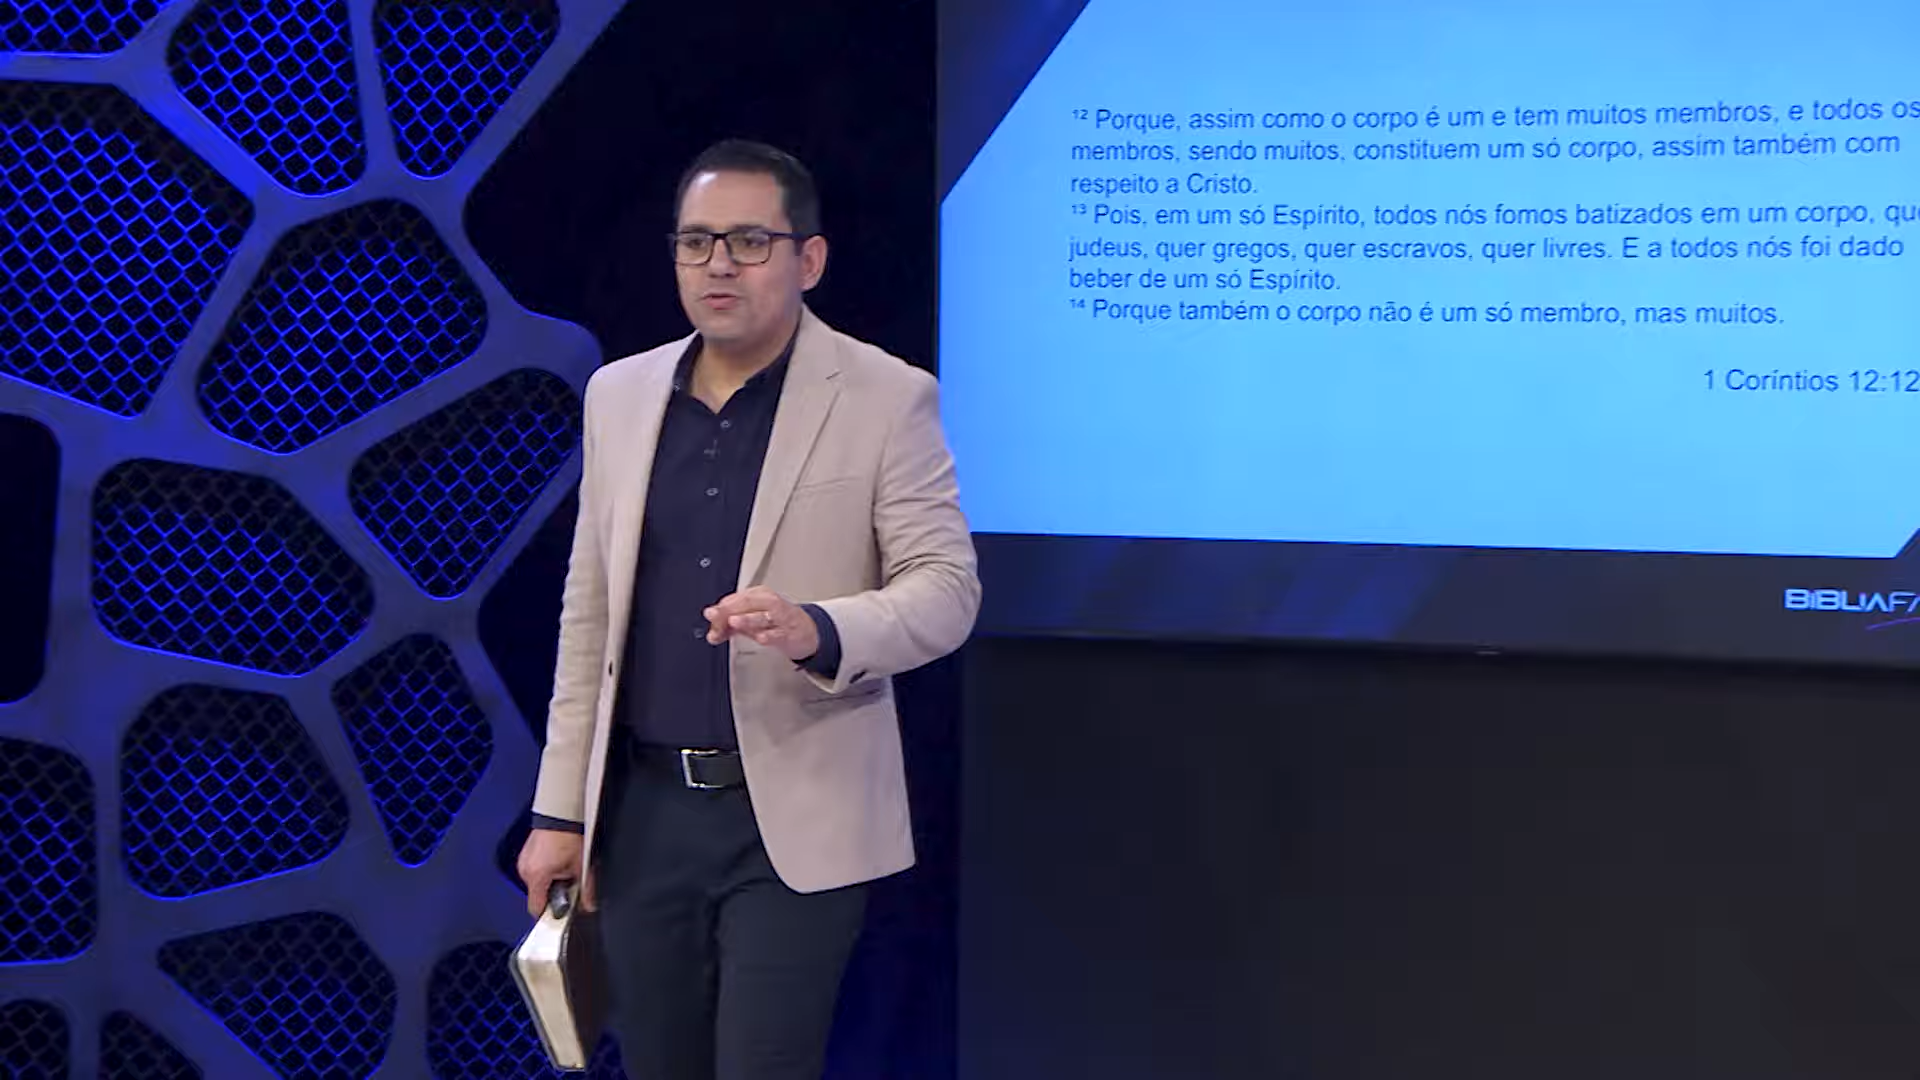 ¹² Porque, assim como o corpo é um e tem muitos membros, e todos os
membros, sendo muitos, constituem um só corpo, assim também com
respeito a Cristo.
¹³ Pois, em um só Espírito, todos nós fomos batizados em um corpo,
judeus, quer gregos, quer escravos, quer livres. E a todos nós foi dado
beber de um só Espírito.
¹⁴ Porque também o corpo não é um só membro, mas muitos.
1 Coríntios 12:12